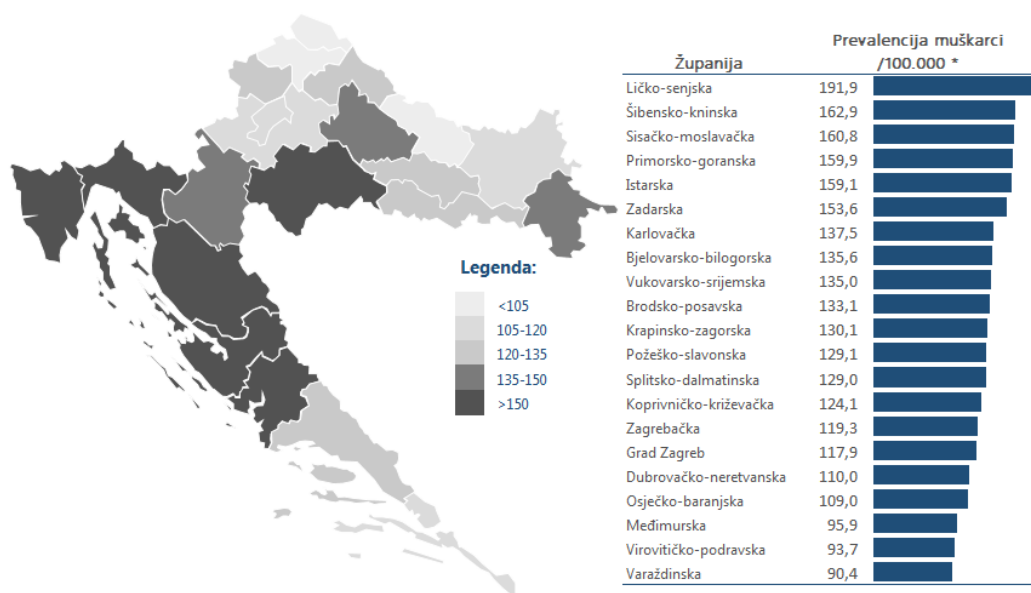 Prevalencija muškarci
Županija /100.000 *
Ličko-senjska 191,9
Šibensko-kninska 162,9
Sisačko-moslavačka 160,8
Primorsko-goranska 159,9
Istarska 159,1
Zadarska 153,6
Karlovačka 137,5
Bjelovarsko-bilogorska 135,6
Vukovarsko-srijemska 135,0
Brodsko-posavska 133,1
Krapinsko-zagorska 130,1
Požeško-slavonska 129,1
Splitsko-dalmatinska 129,0
Koprivničko-križevačka 124,1
Zagrebačka 119,3
Grad Zagreb 117,9
Dubrovačko-neretvanska 110,0
Osječko-baranjska 109,0
Međimurska 95,9
Virovitičko-podravska 93,7
Varaždinska 90,4
Legenda:
<105
105-120
120-135
135-150
>150